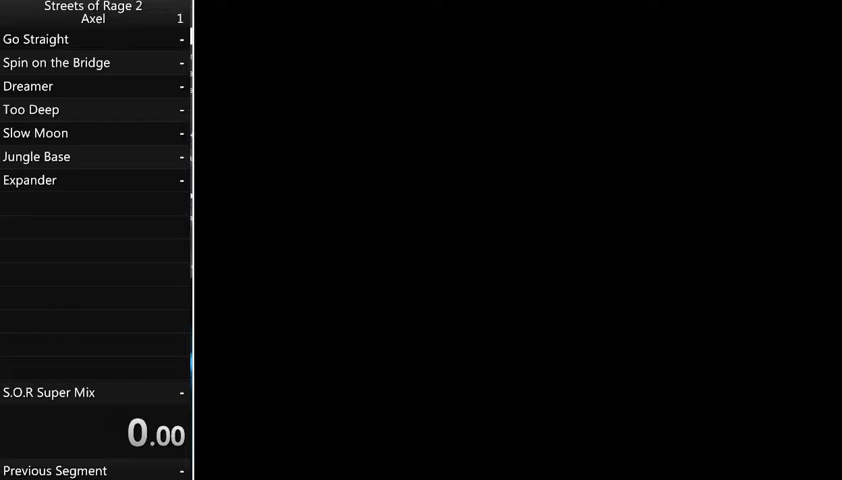 Streets of Rage 2
Axel 1
Go Straight -
Spin on the Bridge -
Dreamer -
Too Deep -
Slow Moon -
Jungle Base -
Expander -
S.O.R Super Mix -
0.00
Previous Segment -